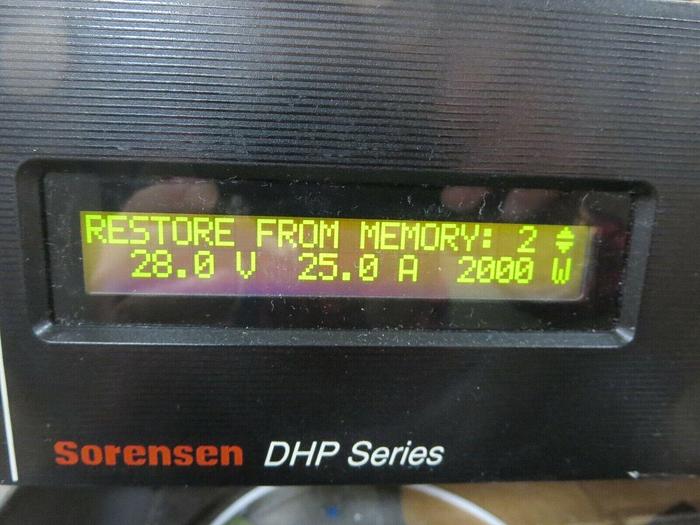 RESTORE FROM MEMORY: 2
28.0 V 25.0 A 2000 W
Sorensen DHP Series